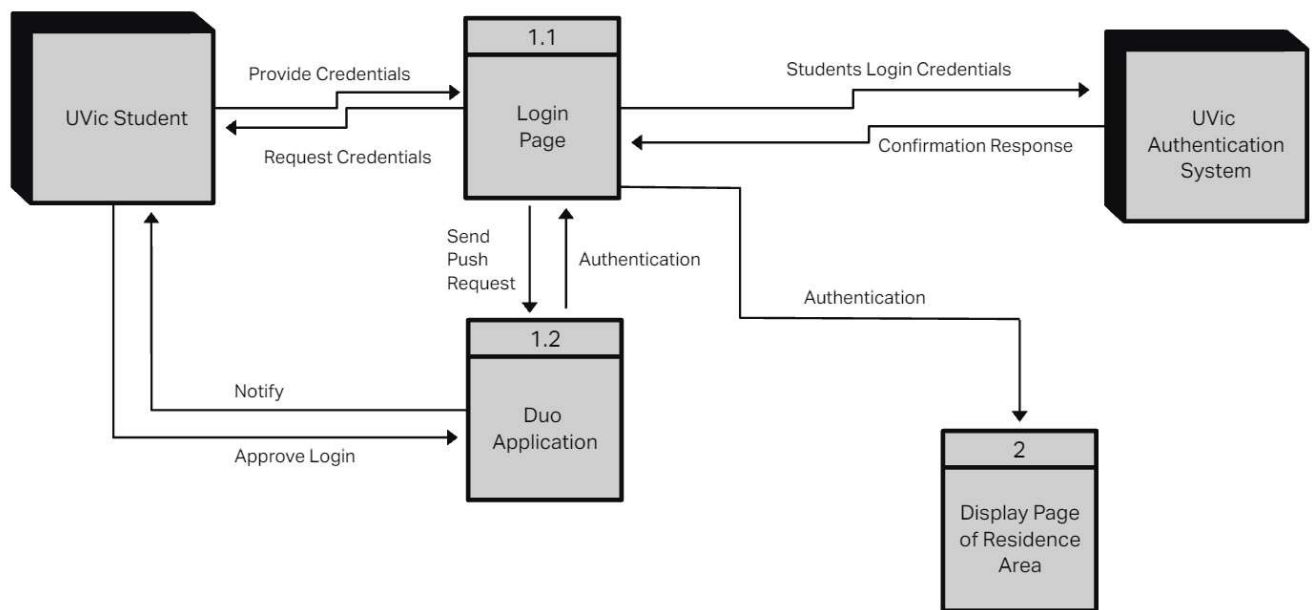 1.1
Provide Credentials
Students Login Credentials
UVic Student
Login
Page
UVic
Authentication
System
Request Credentials
Confirmation Response
Send
Push
Request
Authentication
Authentication
1.2
Notify
Duo
Application
Approve Login
2
Display Page
of Residence
Area